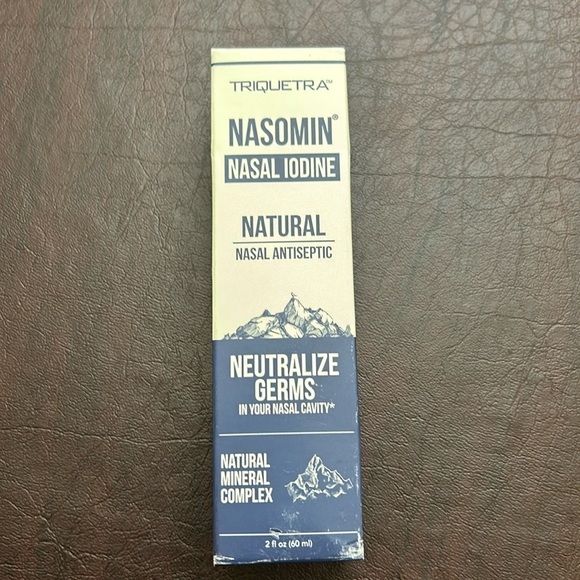 TRIQUETRA™
NASOMIN®
NASAL IODINE
NATURAL
NASAL ANTISEPTIC
NEUTRALIZE
GERMS
IN YOUR NASAL CAVITY*
NATURAL
MINERAL
COMPLEX
2 fl oz (60 ml)